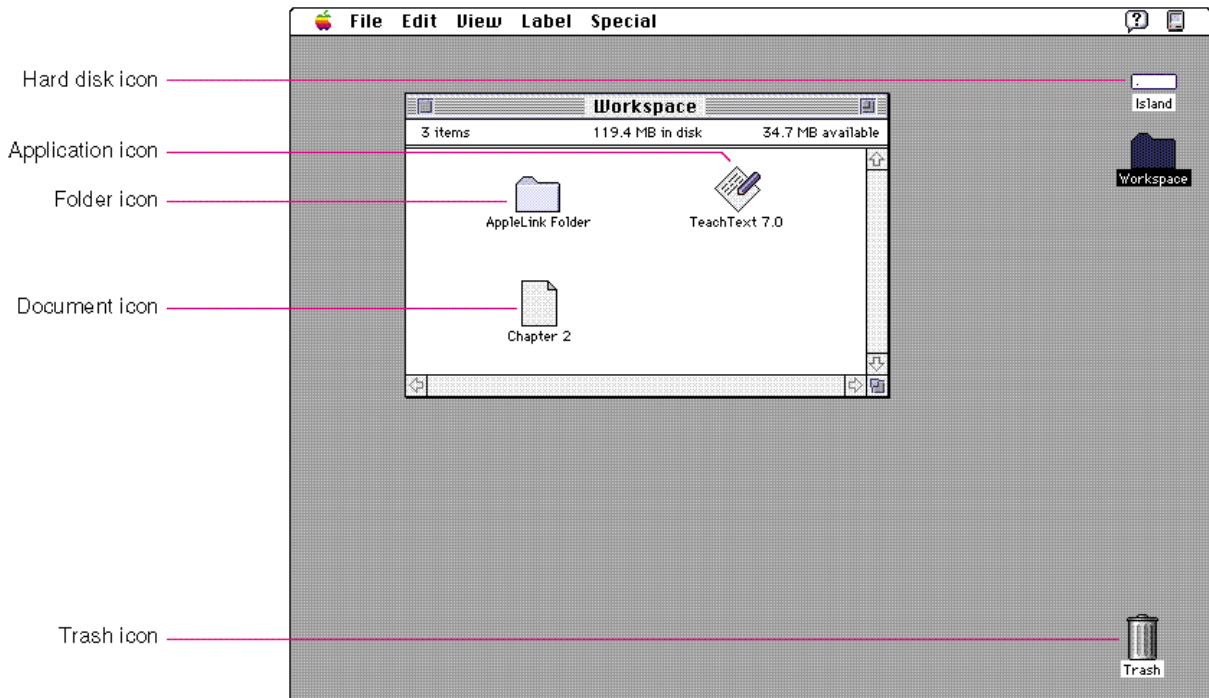 File Edit View Label Special
Hard disk icon
Island
Workspace
3 items 119.4 MB in disk 34.7 MB available
Application icon
Workspace
Folder icon
AppleLink Folder TeachText 7.0
Document icon
Chapter 2
Trash icon
Trash